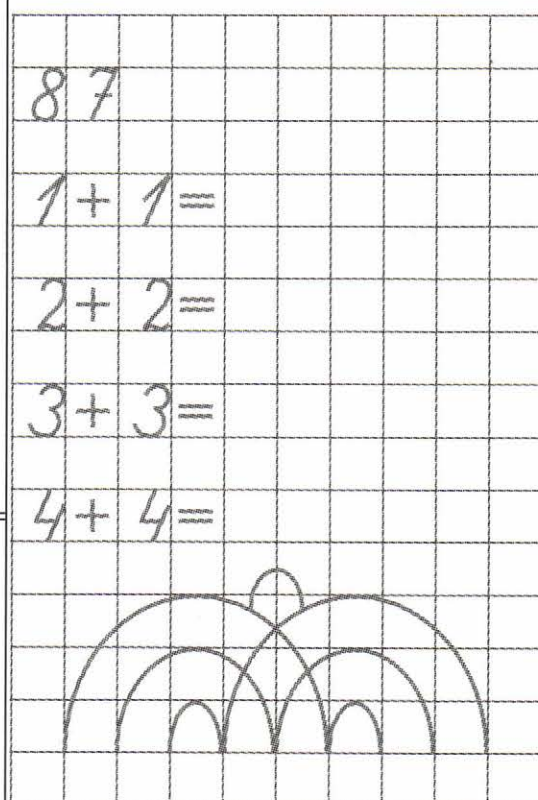 8 7
1 + 1 =
2 + 2 =
3 + 3 =
4 + 4 =